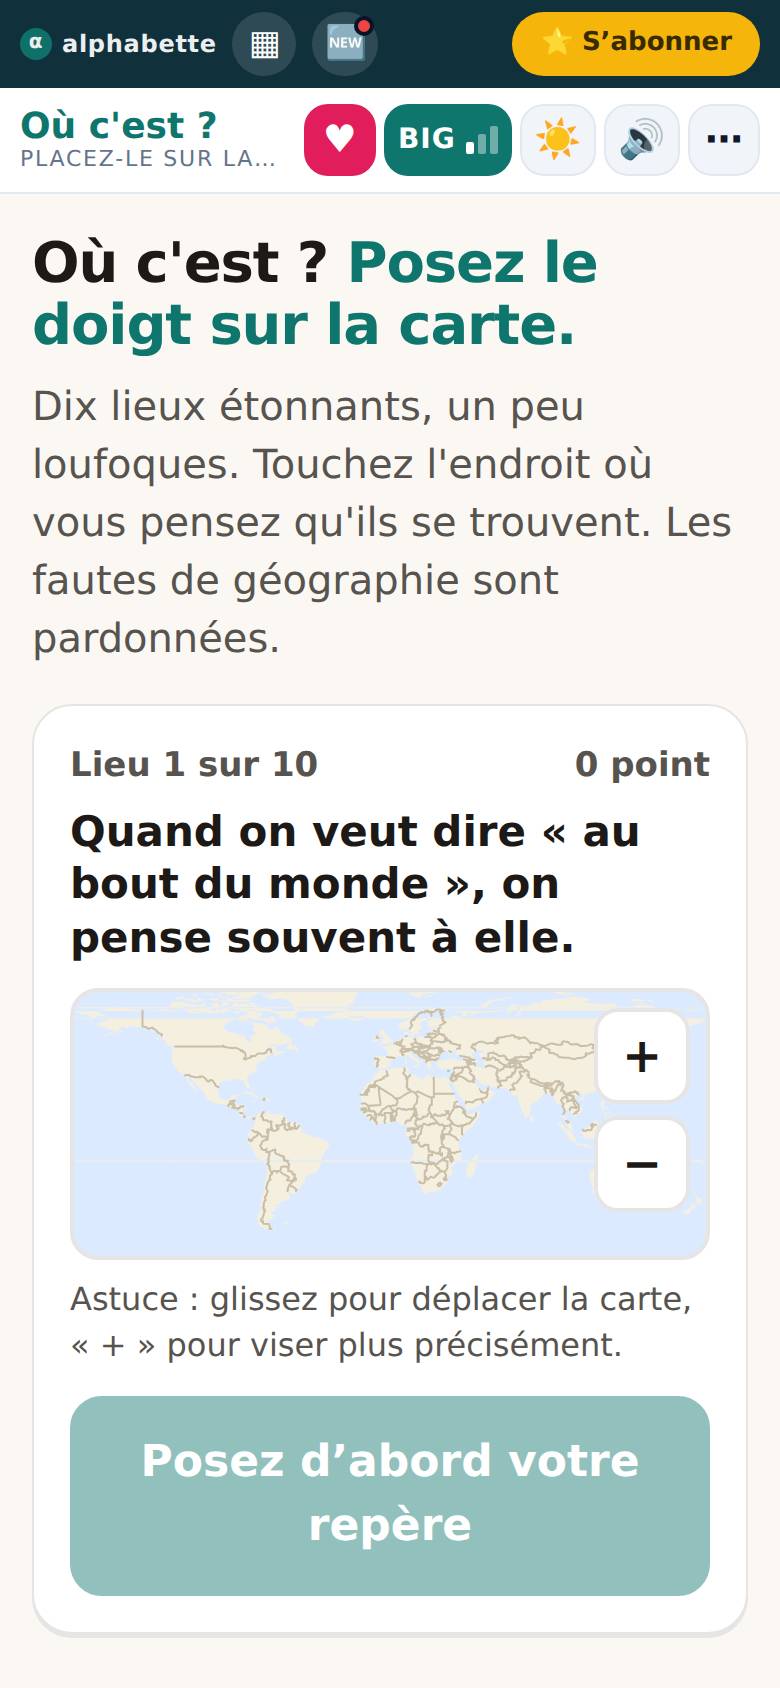 α alphabette
NEW
⭐ S’abonner
Où c'est ?
PLACEZ-LE SUR LA…
BIG
Où c'est ? Posez le
doigt sur la carte.
Dix lieux étonnants, un peu
loufoques. Touchez l'endroit où
vous pensez qu'ils se trouvent. Les
fautes de géographie sont
pardonnées.
Lieu 1 sur 10
0 point
Quand on veut dire « au
bout du monde », on
pense souvent à elle.
+
−
Astuce : glissez pour déplacer la carte,
« + » pour viser plus précisément.
Posez d’abord votre
repère